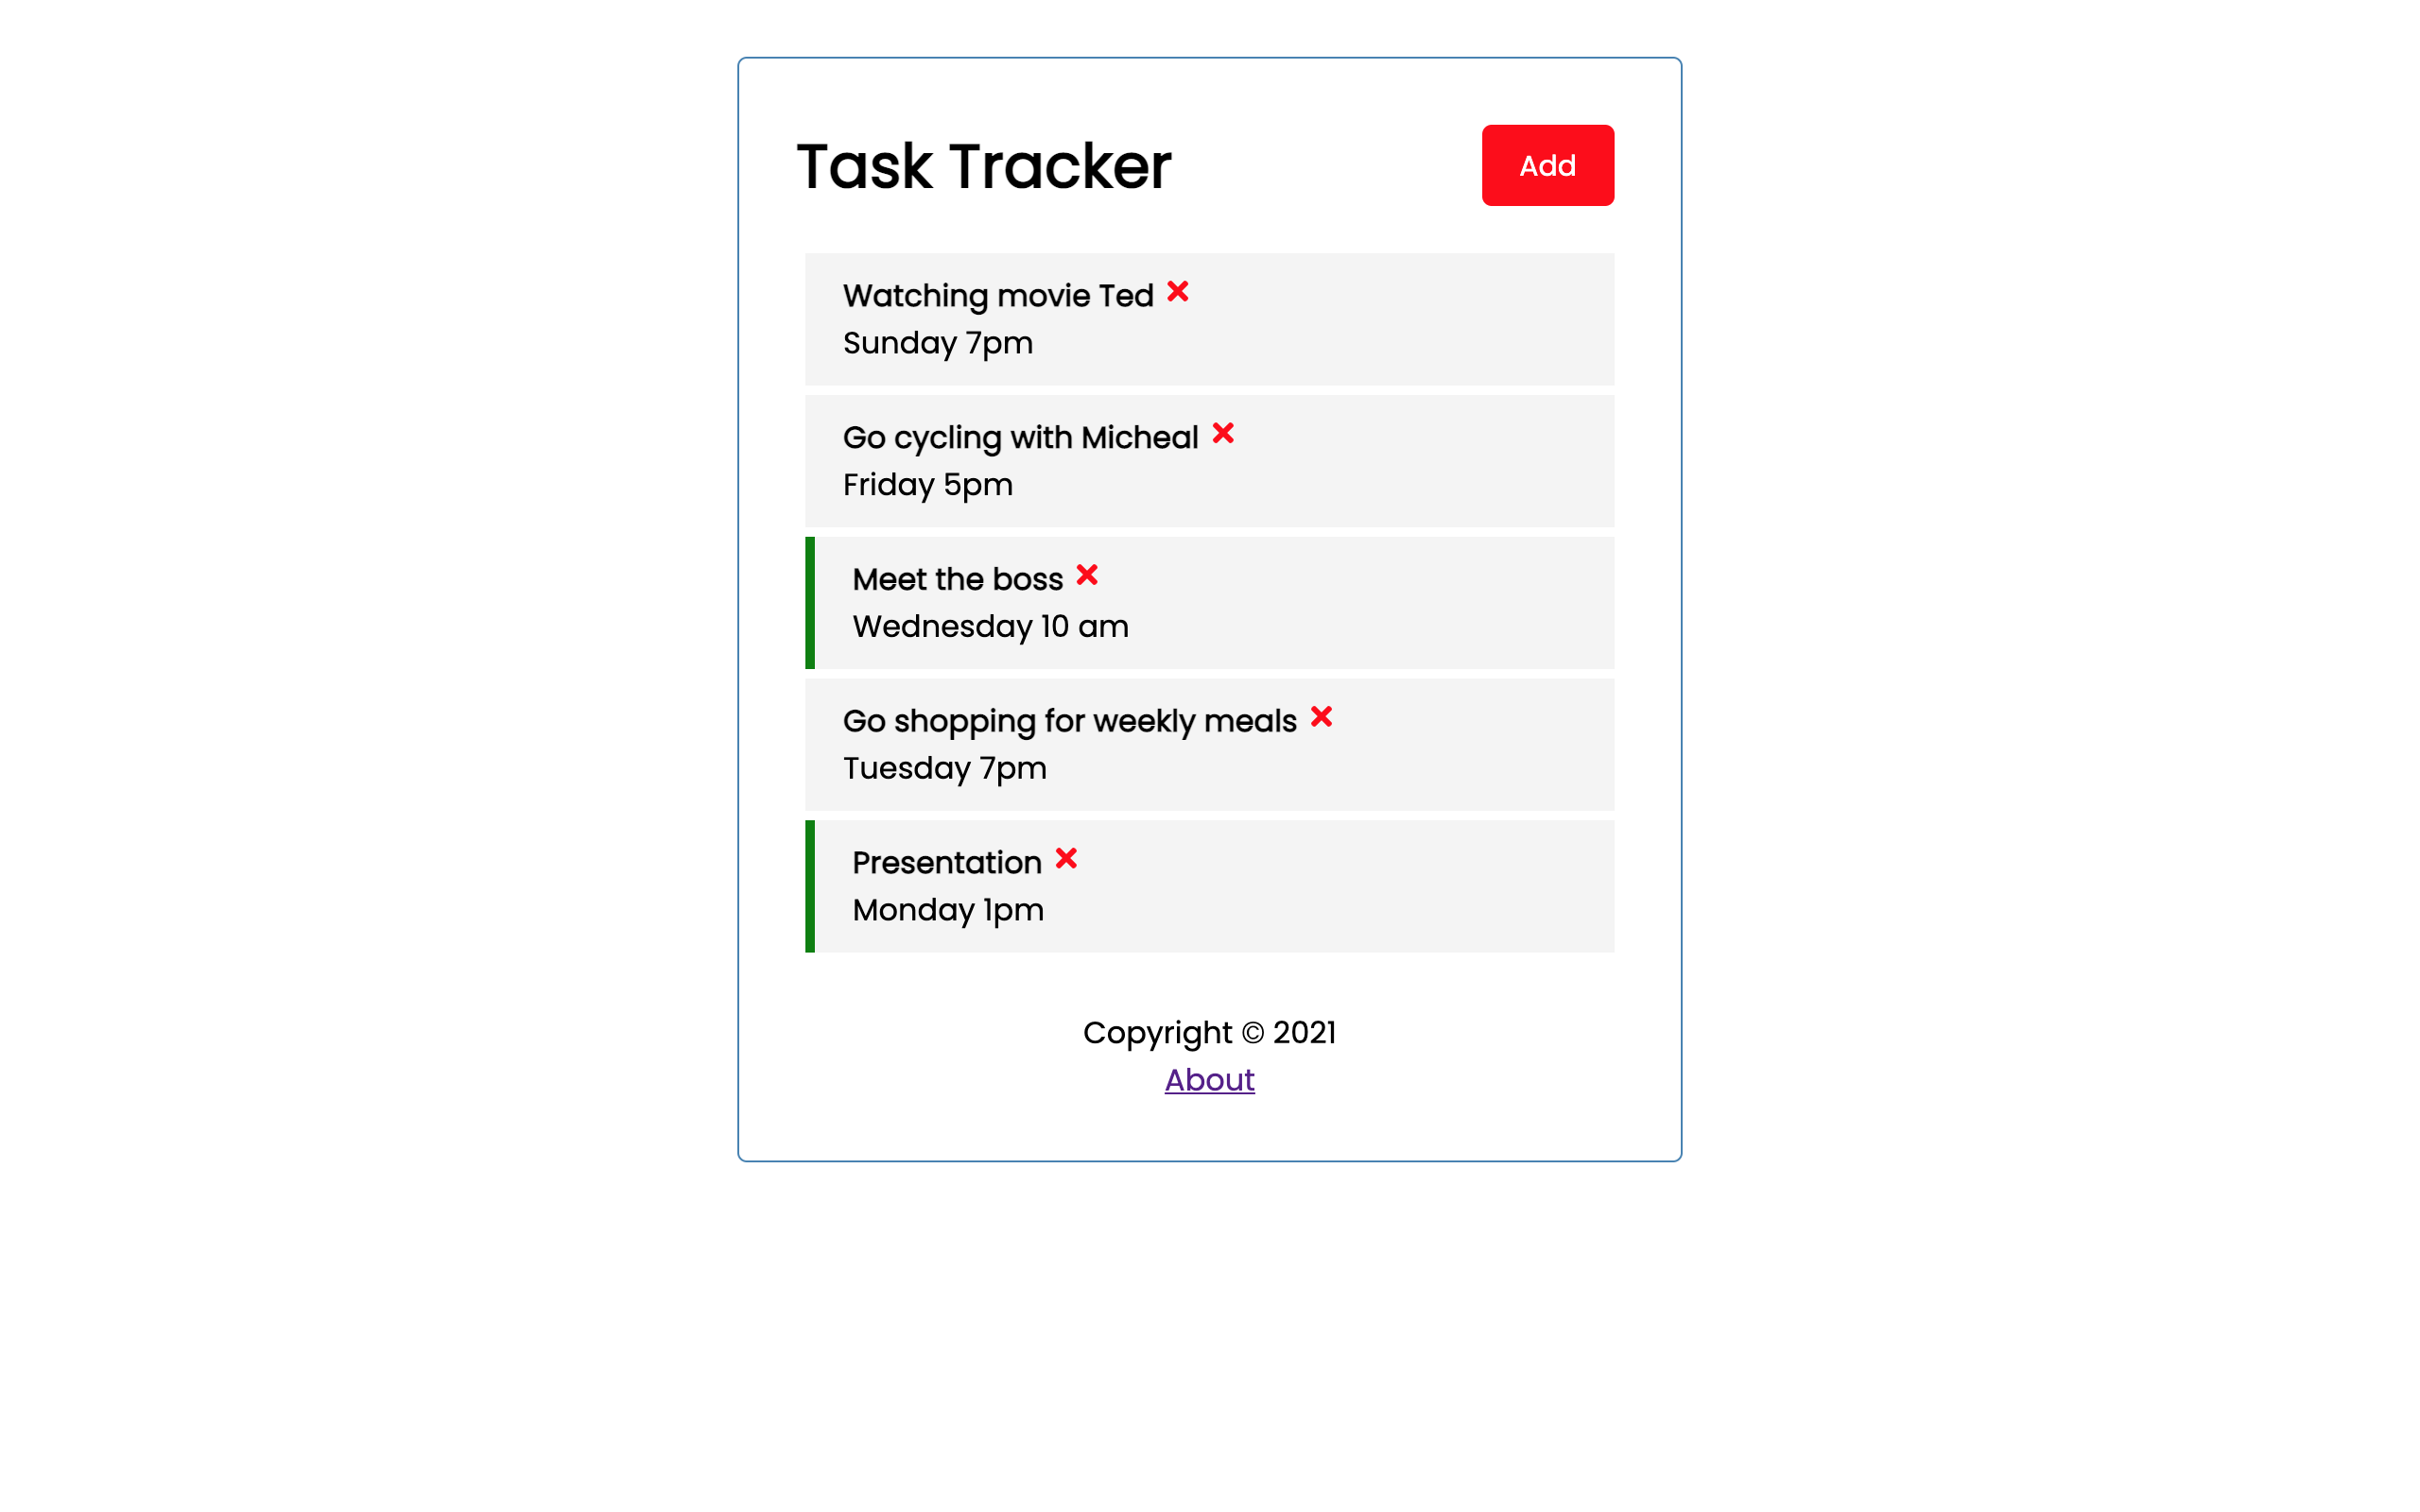 Task Tracker
Add
Watching movie Ted
Sunday 7pm
Go cycling with Micheal
Friday 5pm
Meet the boss
Wednesday 10 am
Go shopping for weekly meals
Tuesday 7pm
Presentation
Monday 1pm
Copyright © 2021
About